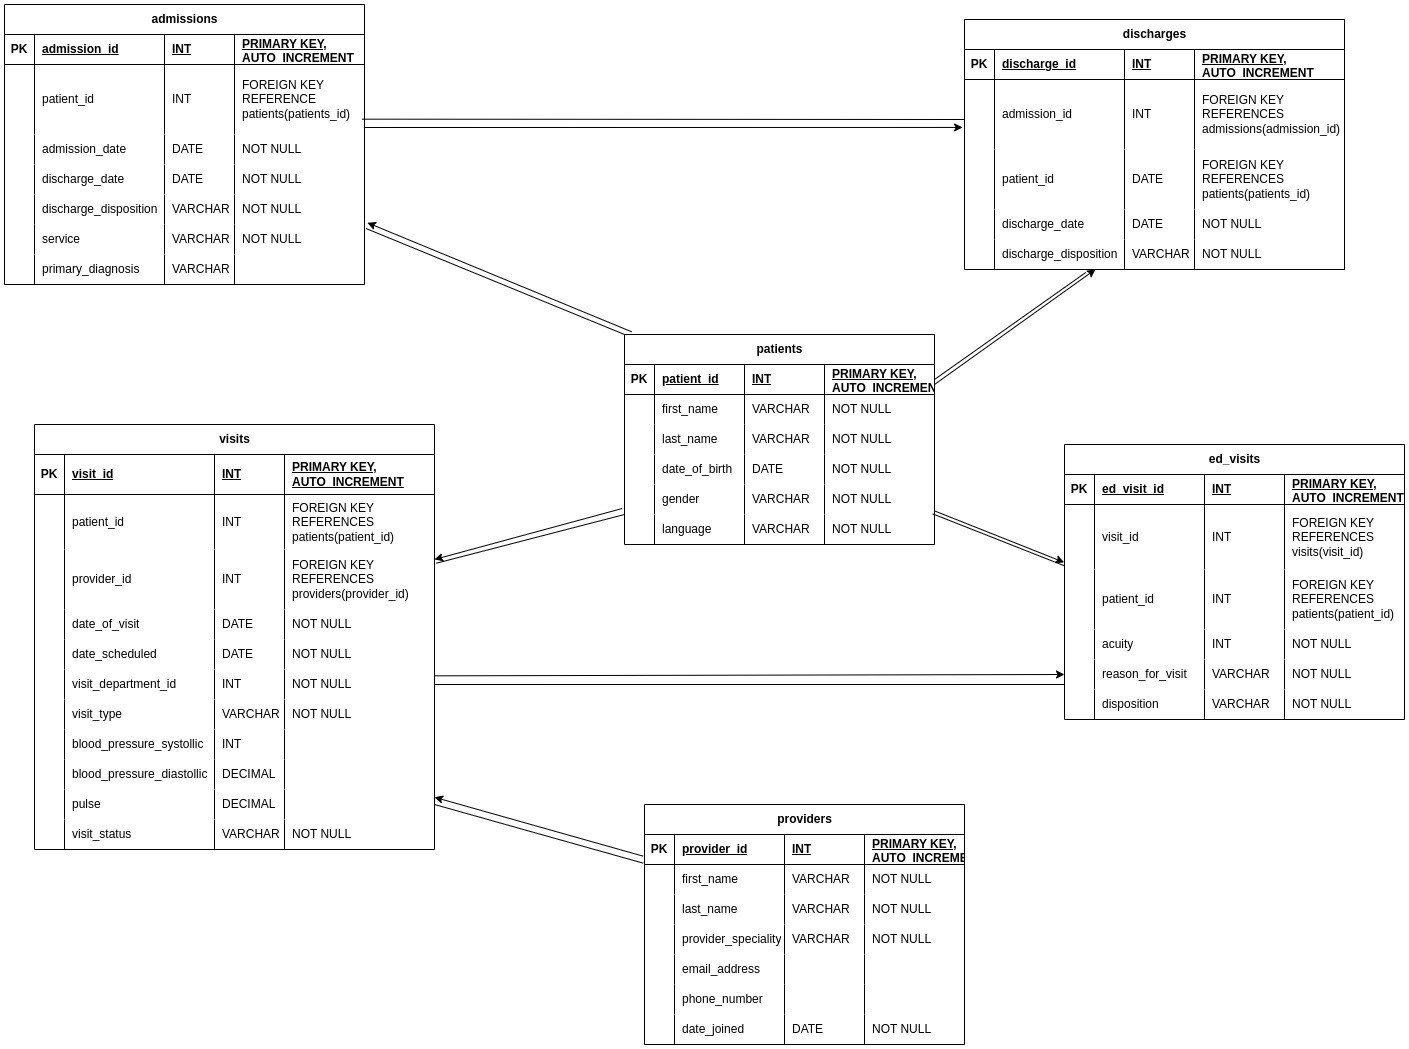 admissions
PK admission_id INT PRIMARY KEY,
AUTO_INCREMENT
patient_id INT FOREIGN KEY
REFERENCE
patients(patients_id)
admission_date DATE NOT NULL
discharge_date DATE NOT NULL
discharge_disposition VARCHAR NOT NULL
service VARCHAR NOT NULL
primary_diagnosis VARCHAR
discharges
PK discharge_id INT PRIMARY KEY,
AUTO_INCREMENT
admission_id INT FOREIGN KEY
REFERENCES
admissions(admission_id)
patient_id DATE FOREIGN KEY
REFERENCES
patients(patients_id)
discharge_date DATE NOT NULL
discharge_disposition VARCHAR NOT NULL
patients
PK patient_id INT PRIMARY KEY,
AUTO_INCREMEN
first_name VARCHAR NOT NULL
last_name VARCHAR NOT NULL
date_of_birth DATE NOT NULL
gender VARCHAR NOT NULL
language VARCHAR NOT NULL
visits
PK visit_id INT PRIMARY KEY,
AUTO_INCREMENT
patient_id INT FOREIGN KEY
REFERENCES
patients(patient_id)
provider_id INT FOREIGN KEY
REFERENCES
providers(provider_id)
date_of_visit DATE NOT NULL
date_scheduled DATE NOT NULL
visit_department_id INT NOT NULL
visit_type VARCHAR NOT NULL
blood_pressure_systollic INT
blood_pressure_diastollic DECIMAL
pulse DECIMAL
visit_status VARCHAR NOT NULL
ed_visits
PK ed_visit_id INT PRIMARY KEY,
AUTO_INCREMENT
visit_id INT FOREIGN KEY
REFERENCES
visits(visit_id)
patient_id INT FOREIGN KEY
REFERENCES
patients(patient_id)
acuity INT NOT NULL
reason_for_visit VARCHAR NOT NULL
disposition VARCHAR NOT NULL
providers
PK provider_id INT PRIMARY KEY,
AUTO_INCREME
first_name VARCHAR NOT NULL
last_name VARCHAR NOT NULL
provider_speciality VARCHAR NOT NULL
email_address
phone_number
date_joined DATE NOT NULL